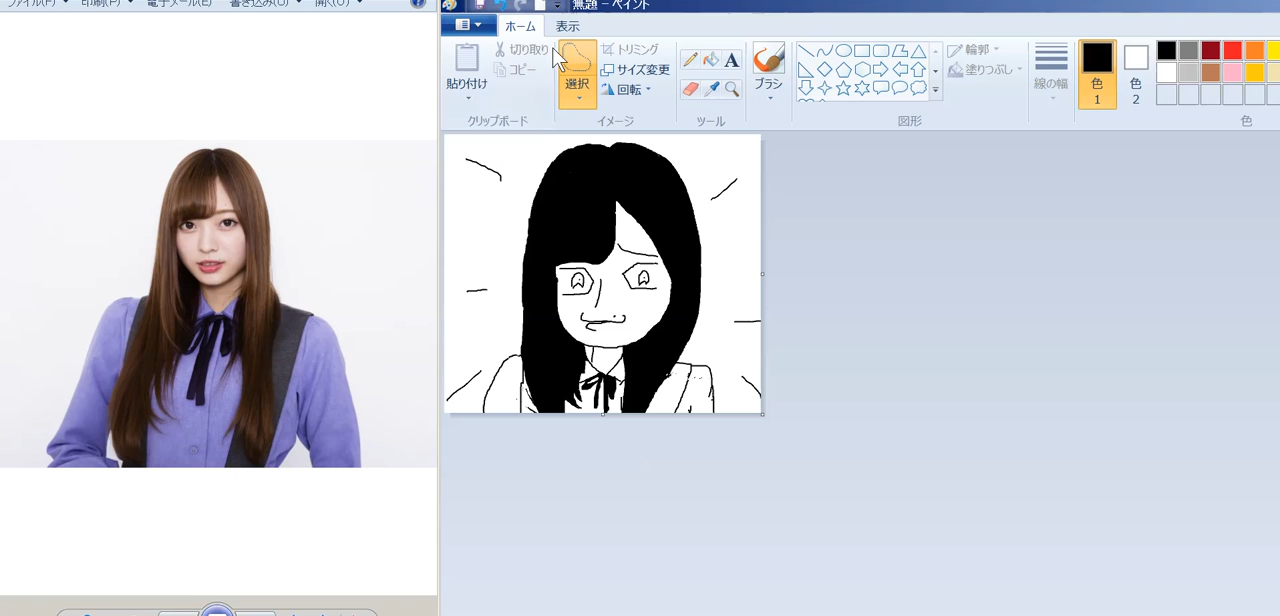 ファイル(F) 印刷(P) 電子メール(E) 書き込み(U) 開く(O)
無題 - ペイント
ホーム 表示
貼り付け
切り取り
コピー
クリップボード
選択
トリミング
サイズ変更
回転
イメージ
A
ツール
ブラシ
図形
輪郭
塗りつぶし
線の幅
色
1
色
2
色